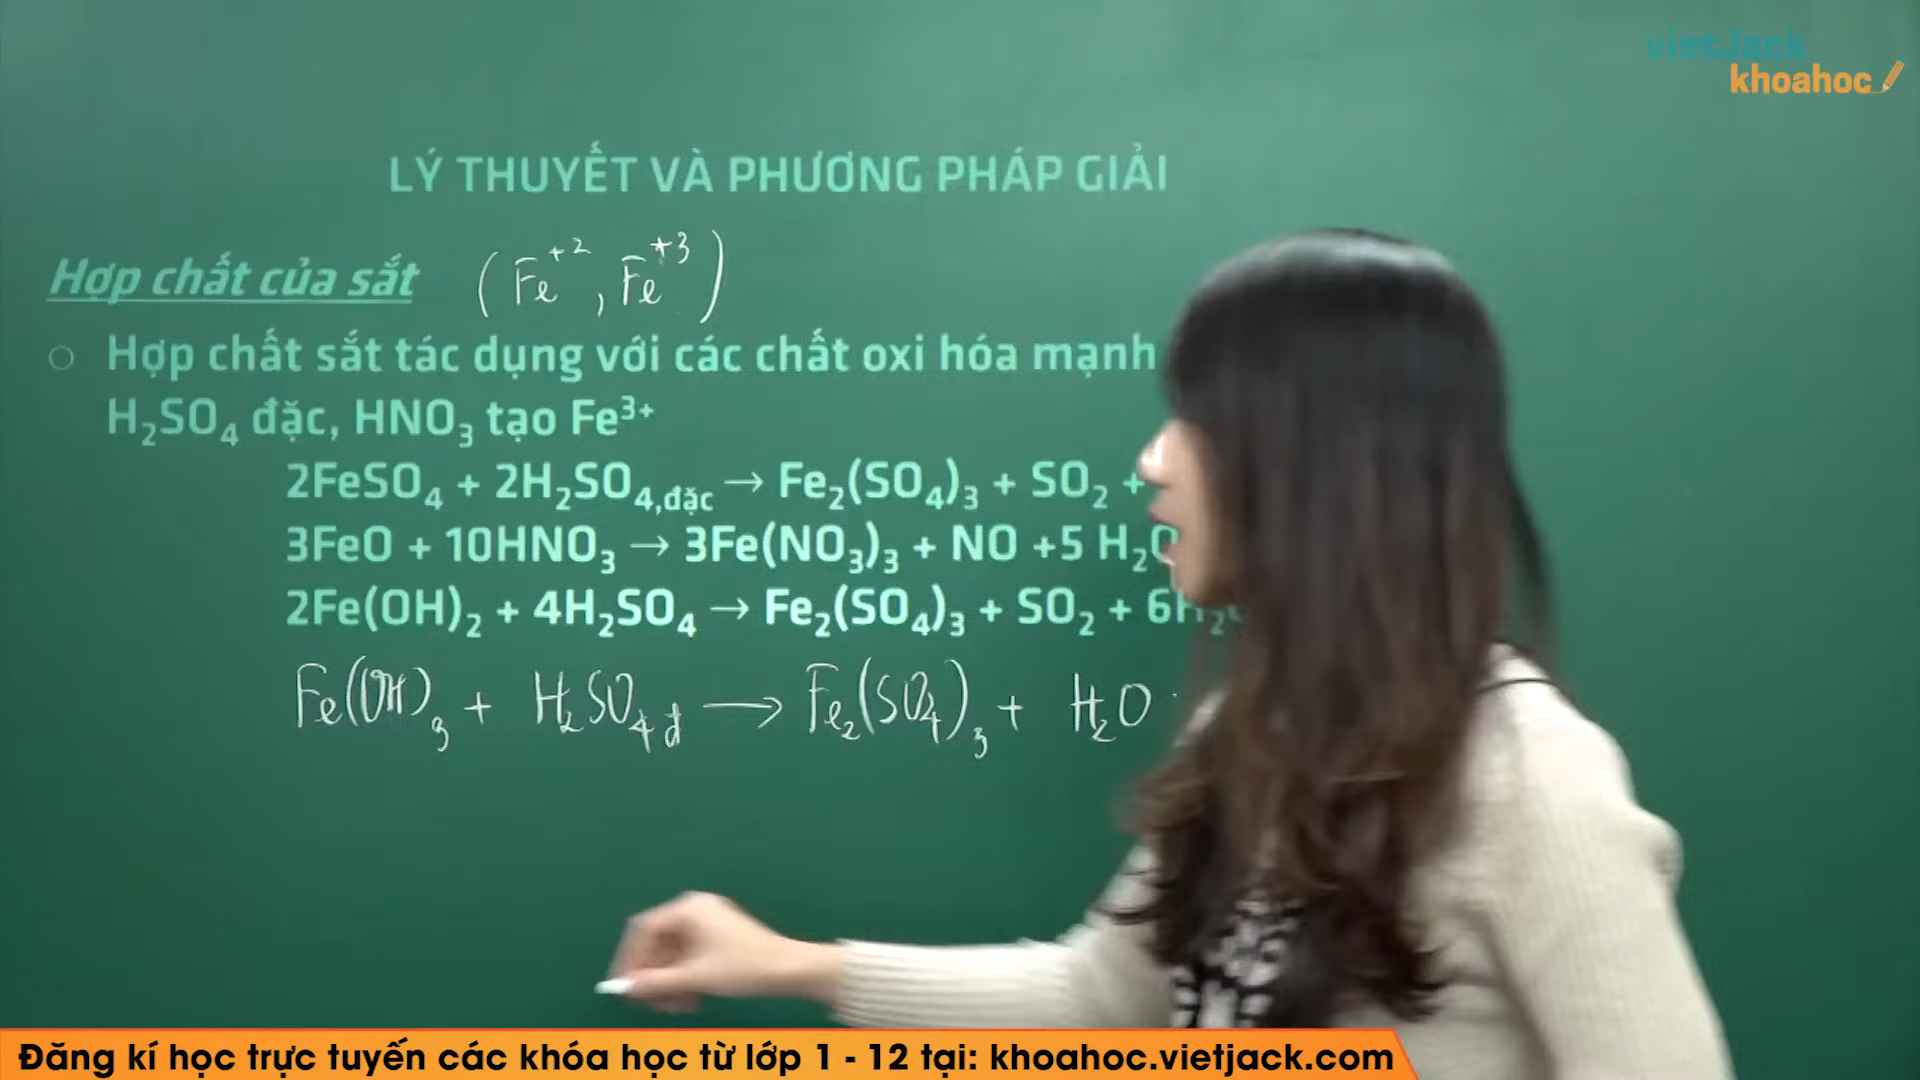 vietJack
khoahoc
LÝ THUYẾT VÀ PHƯƠNG PHÁP GIẢI
Hợp chất của sắt (Fe⁺², Fe⁺³)
○ Hợp chất sắt tác dụng với các chất oxi hóa mạnh
H₂SO₄ đặc, HNO₃ tạo Fe³⁺
2FeSO₄ + 2H₂SO₄,đặc → Fe₂(SO₄)₃ + SO₂ +
3FeO + 10HNO₃ → 3Fe(NO₃)₃ + NO +5 H₂O
2Fe(OH)₂ + 4H₂SO₄ → Fe₂(SO₄)₃ + SO₂ + 6H₂O
Fe(OH)₃ + H₂SO₄ đ → Fe₂(SO₄)₃ + H₂O
Đăng kí học trực tuyến các khóa học từ lớp 1 - 12 tại: khoahoc.vietjack.com